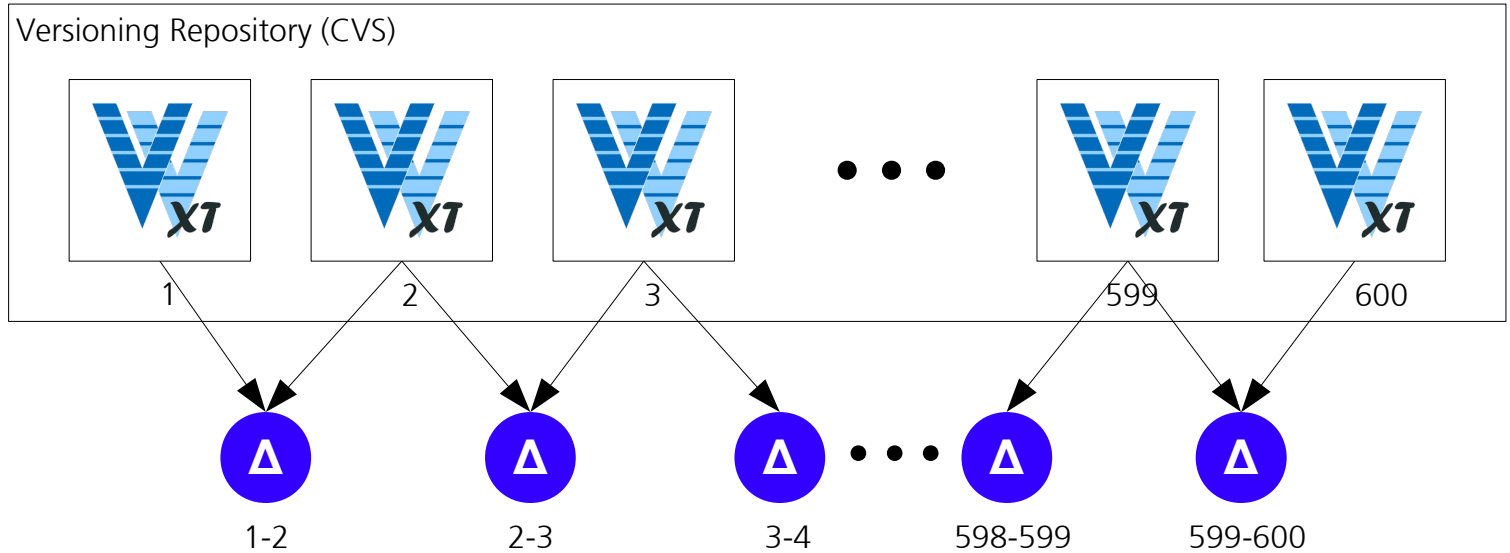 Versioning Repository (CVS)
XT XT XT XT XT
1 2 3 599 600
Δ Δ Δ Δ Δ
1-2 2-3 3-4 598-599 599-600